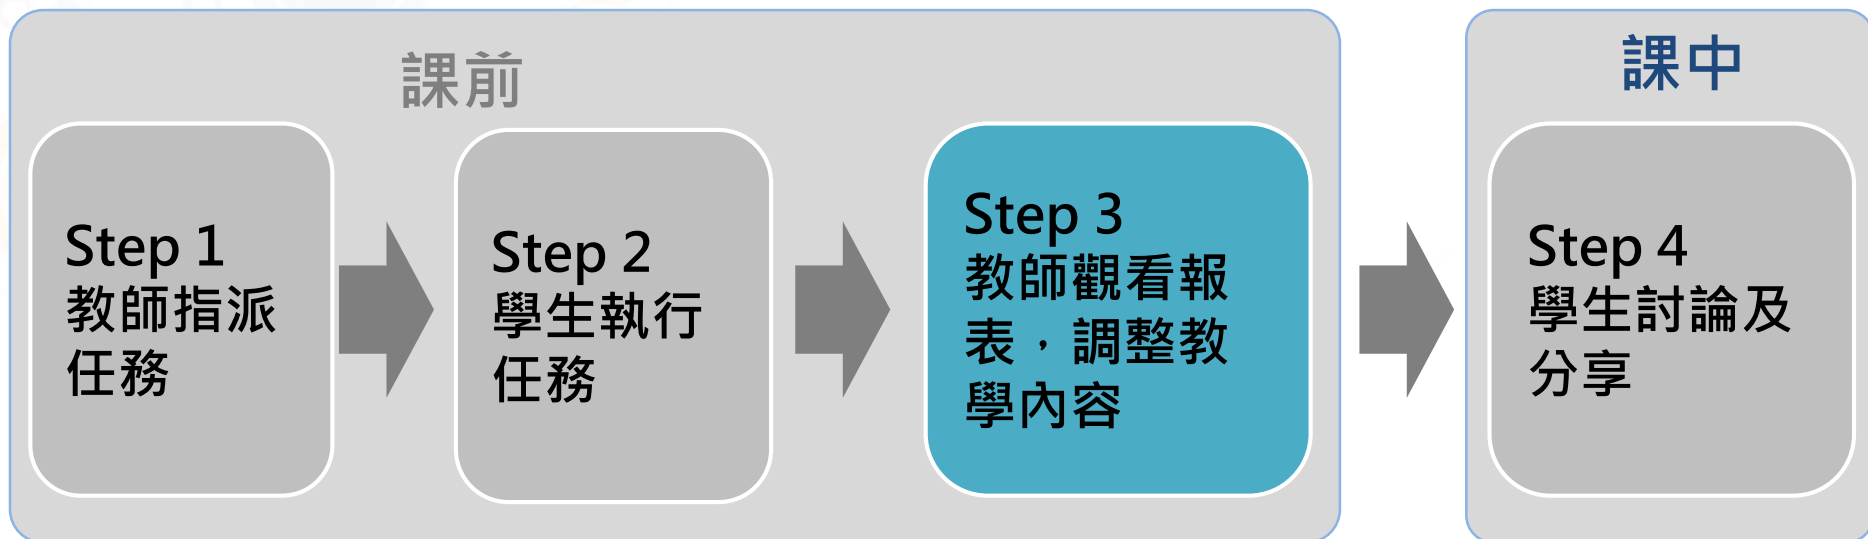 課前
Step 1
教師指派
任務
Step 2
學生執行
任務
Step 3
教師觀看報
表，調整教
學內容
課中
Step 4
學生討論及
分享